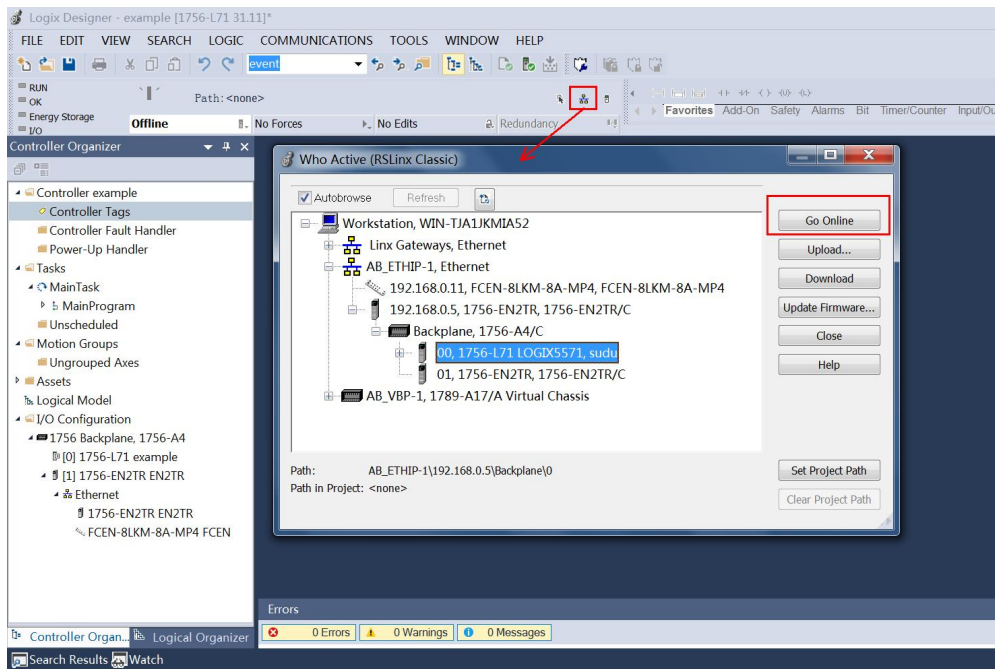 Logix Designer - example [1756-L71 31.11]*
FILE EDIT VIEW SEARCH LOGIC COMMUNICATIONS TOOLS WINDOW HELP
event
RUN
OK
Energy Storage
I/O
Path: <none>
Offline
No Forces
No Edits
Redundancy
Favorites Add-On Safety Alarms Bit Timer/Counter
Controller Organizer
Controller example
Controller Tags
Controller Fault Handler
Power-Up Handler
Tasks
MainTask
MainProgram
Unscheduled
Motion Groups
Ungrouped Axes
Assets
Logical Model
I/O Configuration
1756 Backplane, 1756-A4
[0] 1756-L71 example
[1] 1756-EN2TR EN2TR
Ethernet
1756-EN2TR EN2TR
FCEN-8LKM-8A-MP4 FCEN
Who Active (RSLinx Classic)
Autobrowse
Refresh
Workstation, WIN-TJA1JKMIA52
Linx Gateways, Ethernet
AB_ETHIP-1, Ethernet
192.168.0.11, FCEN-8LKM-8A-MP4, FCEN-8LKM-8A-MP4
192.168.0.5, 1756-EN2TR, 1756-EN2TR/C
Backplane, 1756-A4/C
00, 1756-L71 LOGIX5571, sudu
01, 1756-EN2TR, 1756-EN2TR/C
AB_VBP-1, 1789-A17/A Virtual Chassis
Go Online
Upload...
Download
Update Firmware...
Close
Help
Path: AB_ETHIP-1\192.168.0.5\Backplane\0
Path in Project: <none>
Set Project Path
Clear Project Path
Errors
0 Errors
0 Warnings
0 Messages
Controller Organ...
Logical Organizer
Search Results
Watch